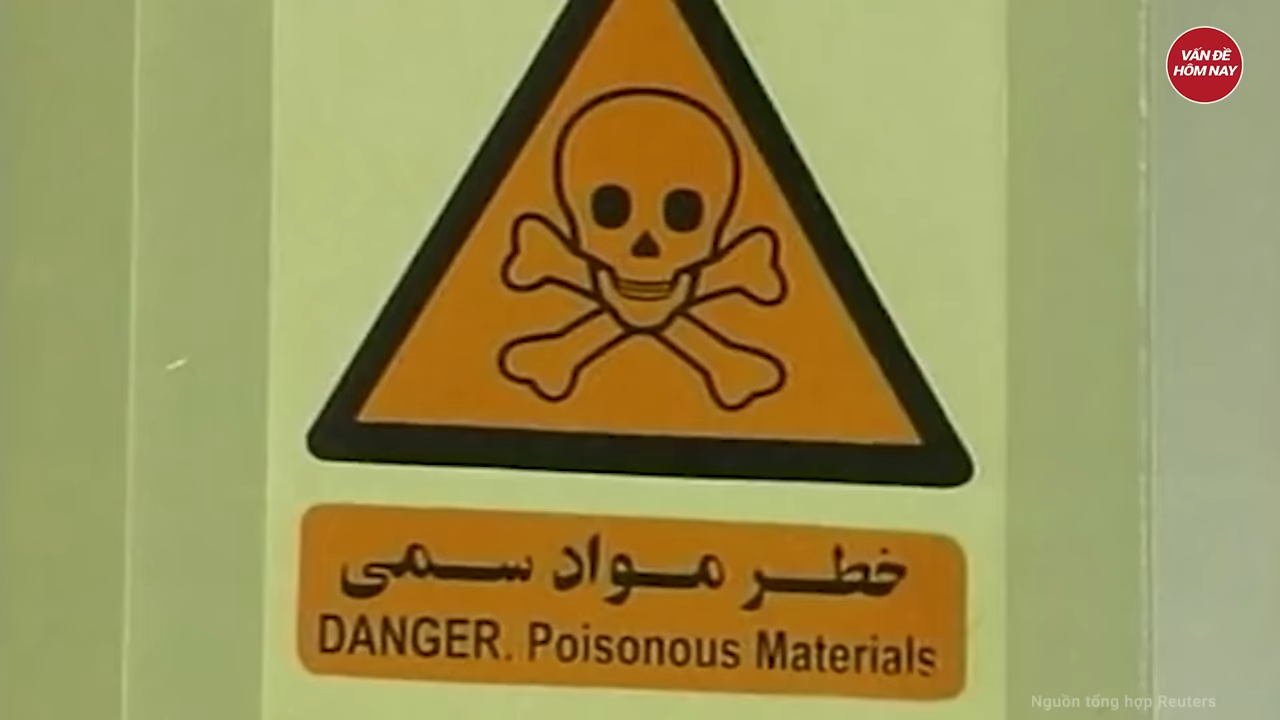 VẤN ĐỀ
HÔM NAY
خطر مواد سمی
DANGER. Poisonous Materials
Nguồn tổng hợp Reuters